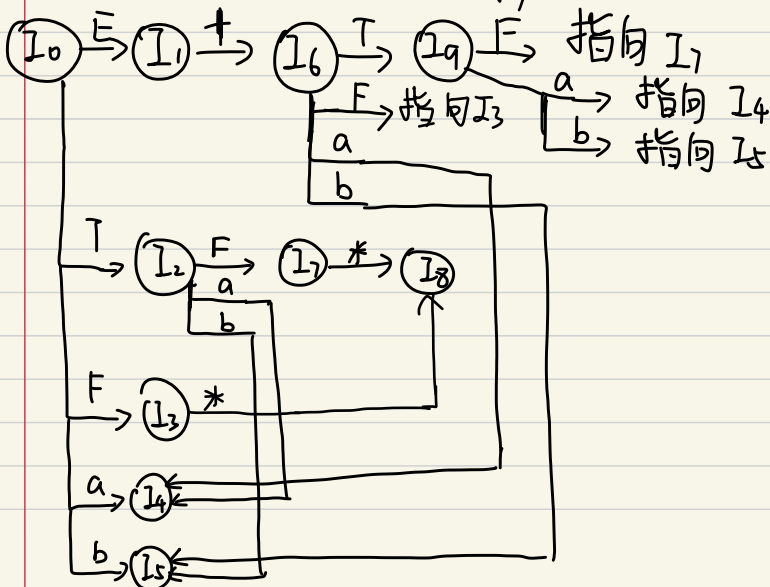 I0 E I1 + I6 T I9 F 指向 I7
F 指向 I3 a 指向 I4
a b 指向 I5
b
T I2 F I7 * I8
a
b
F I3 *
a I4
b I5